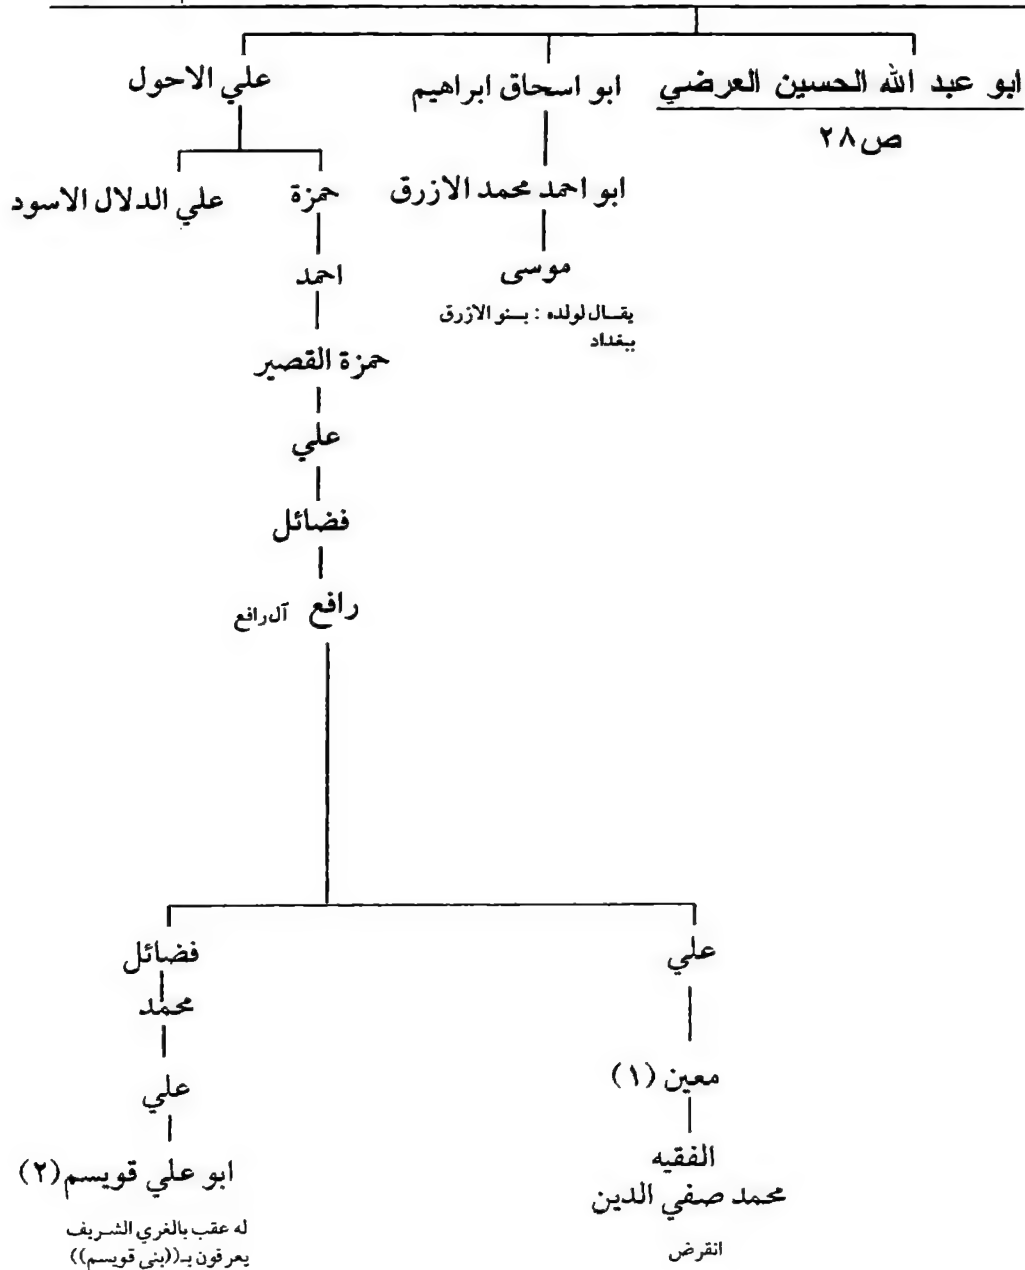 ابو عبد الله الحسين العرضي
ص٢٨
ابو اسحاق ابراهيم
ابو احمد محمد الازرق
موسى
يقال لولده : بنو الازرق
ببغداد
علي الاحول
حمزة
علي الدلال الاسود
احمد
حمزة القصير
علي
فضائل
رافع آل رافع
علي
معين (١)
الفقيه
محمد صفي الدين
انقرض
فضائل
محمد
علي
ابو علي قويسم (٢)
له عقب بالغري الشريف
يعرفون بـ((بني قويسم))